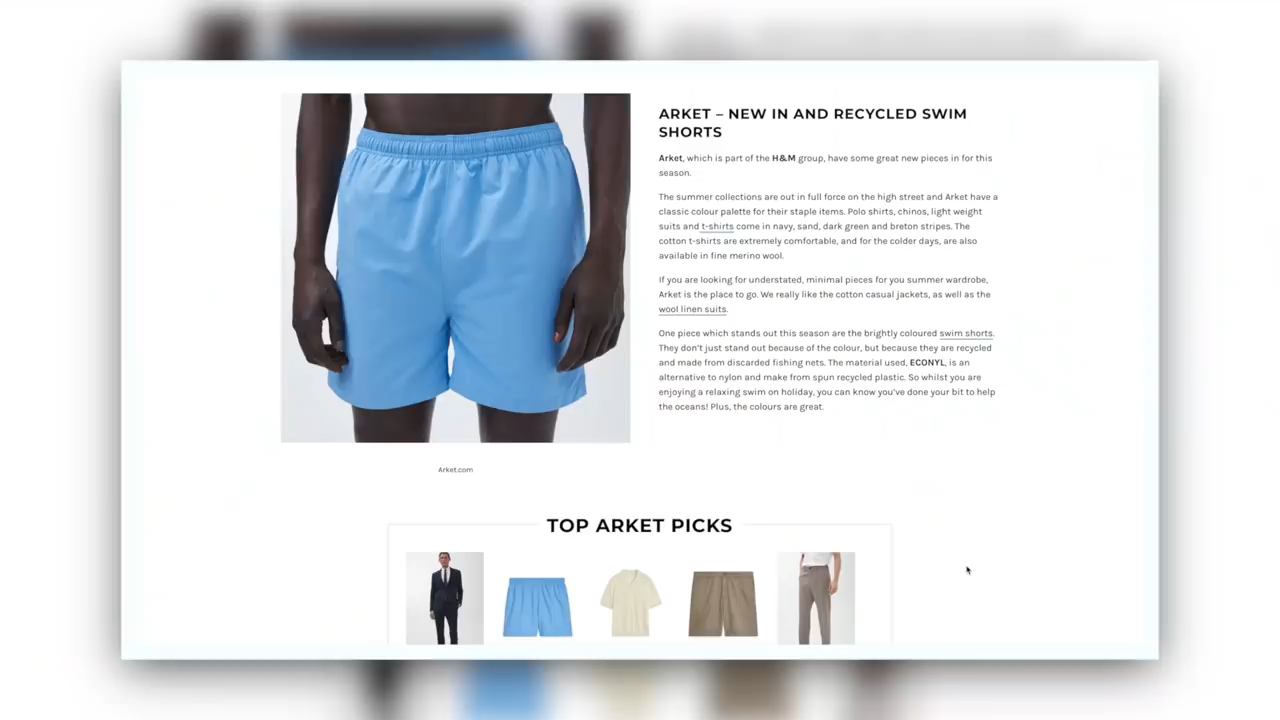 ARKET – NEW IN AND RECYCLED SWIM
SHORTS
Arket, which is part of the H&M group, have some great new pieces in for this
season.
The summer collections are out in full force on the high street and Arket have a
classic colour palette for their staple items. Polo shirts, chinos, light weight
suits and t-shirts come in navy, sand, dark green and breton stripes. The
cotton t-shirts are extremely comfortable, and for the colder days, are also
available in fine merino wool.
If you are looking for understated, minimal pieces for you summer wardrobe,
Arket is the place to go. We really like the cotton casual jackets, as well as the
wool linen suits.
One piece which stands out this season are the brightly coloured swim shorts.
They don't just stand out because of the colour, but because they are recycled
and made from discarded fishing nets. The material used, ECONYL, is an
alternative to nylon and make from spun recycled plastic. So whilst you are
enjoying a relaxing swim on holiday, you can know you've done your bit to help
the oceans! Plus, the colours are great.
Arket.com
TOP ARKET PICKS